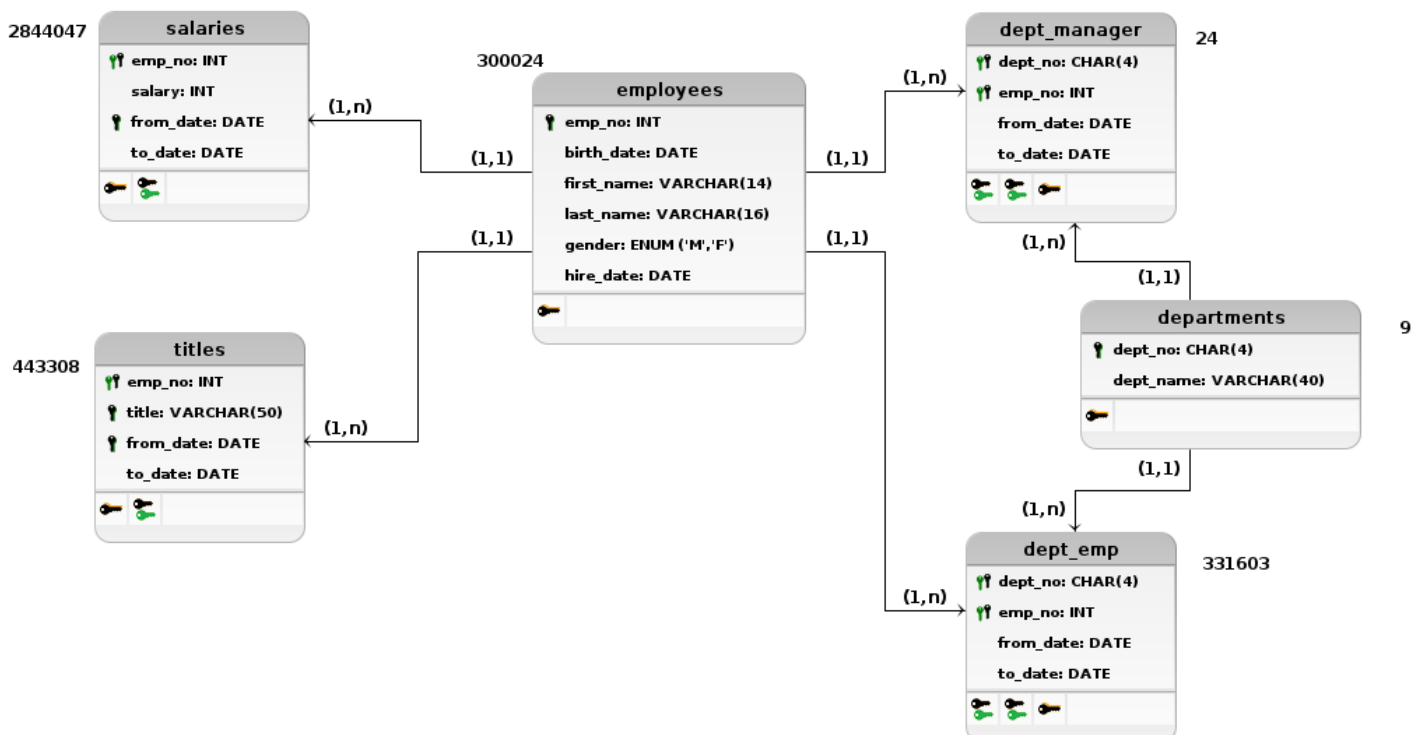 2844047
salaries
emp_no: INT
salary: INT
from_date: DATE
to_date: DATE
(1,n)
(1,1)
300024
employees
emp_no: INT
birth_date: DATE
first_name: VARCHAR(14)
last_name: VARCHAR(16)
gender: ENUM ('M','F')
hire_date: DATE
(1,1)
(1,n)
dept_manager
24
dept_no: CHAR(4)
emp_no: INT
from_date: DATE
to_date: DATE
(1,1)
(1,1)
(1,n)
(1,1)
departments
9
dept_no: CHAR(4)
dept_name: VARCHAR(40)
443308
titles
emp_no: INT
title: VARCHAR(50)
from_date: DATE
to_date: DATE
(1,n)
(1,1)
(1,n)
(1,n)
dept_emp
331603
dept_no: CHAR(4)
emp_no: INT
from_date: DATE
to_date: DATE